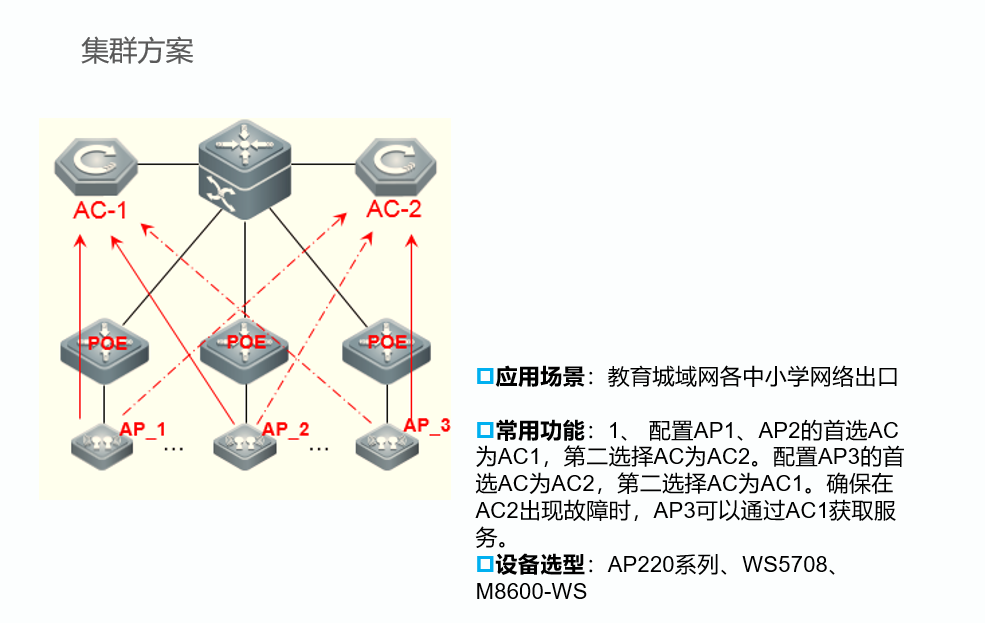 集群方案
AC-1
AC-2
POE
POE
POE
AP_1
AP_2
AP_3
...
...
应用场景：教育城域网各中小学网络出口
常用功能：1、 配置AP1、AP2的首选AC
为AC1，第二选择AC为AC2。配置AP3的首
选AC为AC2，第二选择AC为AC1。确保在
AC2出现故障时，AP3可以通过AC1获取服
务。
设备选型：AP220系列、WS5708、
M8600-WS